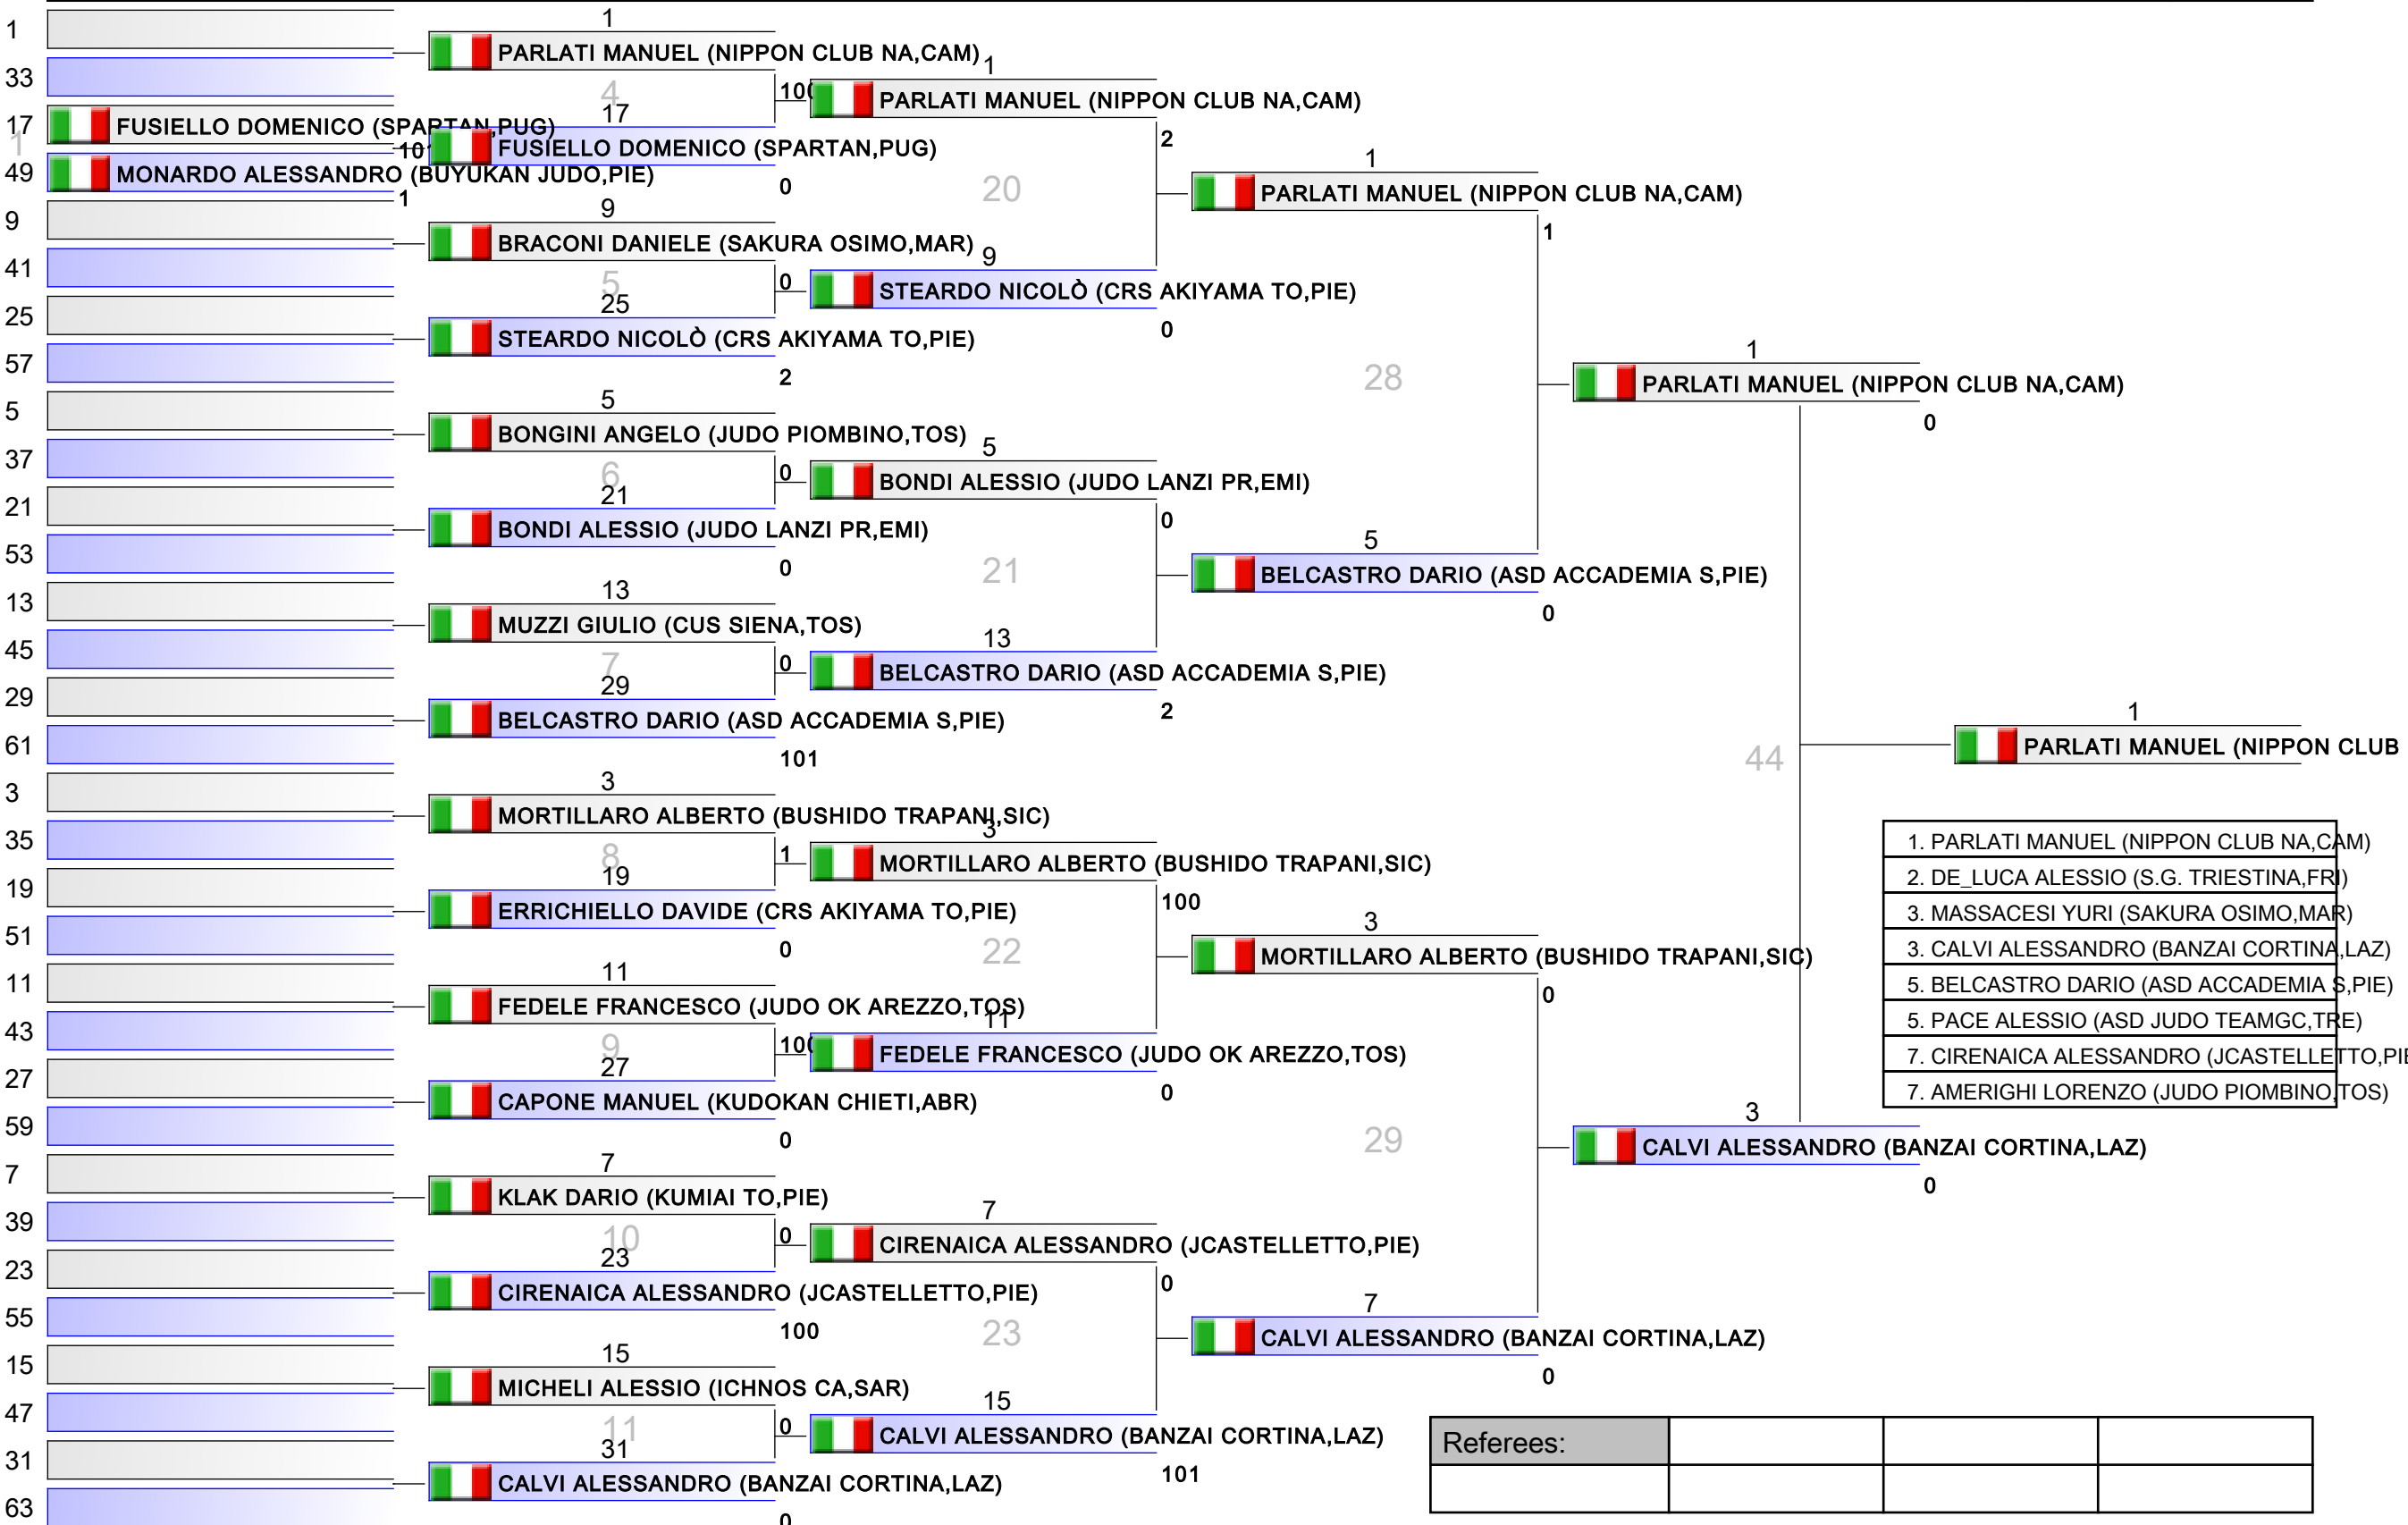 1
33
17 FUSIELLO DOMENICO (SPARTAN,PUG)
1
101
49 MONARDO ALESSANDRO (BUYUKAN JUDO,PIE)
1
9
41
25
57
5
37
21
53
13
45
29
61
3
35
19
51
11
43
27
59
7
39
23
55
15
47
31
63
1
PARLATI MANUEL (NIPPON CLUB NA,CAM)
100
4
17
FUSIELLO DOMENICO (SPARTAN,PUG)
0
9
BRACONI DANIELE (SAKURA OSIMO,MAR)
0
5
25
STEARDO NICOLÒ (CRS AKIYAMA TO,PIE)
2
5
BONGINI ANGELO (JUDO PIOMBINO,TOS)
0
6
21
BONDI ALESSIO (JUDO LANZI PR,EMI)
0
13
MUZZI GIULIO (CUS SIENA,TOS)
0
7
29
BELCASTRO DARIO (ASD ACCADEMIA S,PIE)
101
3
MORTILLARO ALBERTO (BUSHIDO TRAPANI,SIC)
1
8
19
ERRICHIELLO DAVIDE (CRS AKIYAMA TO,PIE)
0
11
FEDELE FRANCESCO (JUDO OK AREZZO,TOS)
100
9
27
CAPONE MANUEL (KUDOKAN CHIETI,ABR)
0
7
KLAK DARIO (KUMIAI TO,PIE)
0
10
23
CIRENAICA ALESSANDRO (JCASTELLETTO,PIE)
100
15
MICHELI ALESSIO (ICHNOS CA,SAR)
0
11
31
CALVI ALESSANDRO (BANZAI CORTINA,LAZ)
0
1
PARLATI MANUEL (NIPPON CLUB NA,CAM)
2
20
9
STEARDO NICOLÒ (CRS AKIYAMA TO,PIE)
0
5
BONDI ALESSIO (JUDO LANZI PR,EMI)
0
21
13
BELCASTRO DARIO (ASD ACCADEMIA S,PIE)
2
3
MORTILLARO ALBERTO (BUSHIDO TRAPANI,SIC)
100
22
11
FEDELE FRANCESCO (JUDO OK AREZZO,TOS)
0
7
CIRENAICA ALESSANDRO (JCASTELLETTO,PIE)
0
23
15
CALVI ALESSANDRO (BANZAI CORTINA,LAZ)
101
1
PARLATI MANUEL (NIPPON CLUB NA,CAM)
1
28
5
BELCASTRO DARIO (ASD ACCADEMIA S,PIE)
0
3
MORTILLARO ALBERTO (BUSHIDO TRAPANI,SIC)
0
29
7
CALVI ALESSANDRO (BANZAI CORTINA,LAZ)
0
1
PARLATI MANUEL (NIPPON CLUB NA,CAM)
0
44
3
CALVI ALESSANDRO (BANZAI CORTINA,LAZ)
0
1
PARLATI MANUEL (NIPPON CLUB
1. PARLATI MANUEL (NIPPON CLUB NA,CAM)
2. DE_LUCA ALESSIO (S.G. TRIESTINA,FRI)
3. MASSACESI YURI (SAKURA OSIMO,MAR)
3. CALVI ALESSANDRO (BANZAI CORTINA,LAZ)
5. BELCASTRO DARIO (ASD ACCADEMIA S,PIE)
5. PACE ALESSIO (ASD JUDO TEAMGC,TRE)
7. CIRENAICA ALESSANDRO (JCASTELLETTO,PIE
7. AMERIGHI LORENZO (JUDO PIOMBINO,TOS)
Referees: